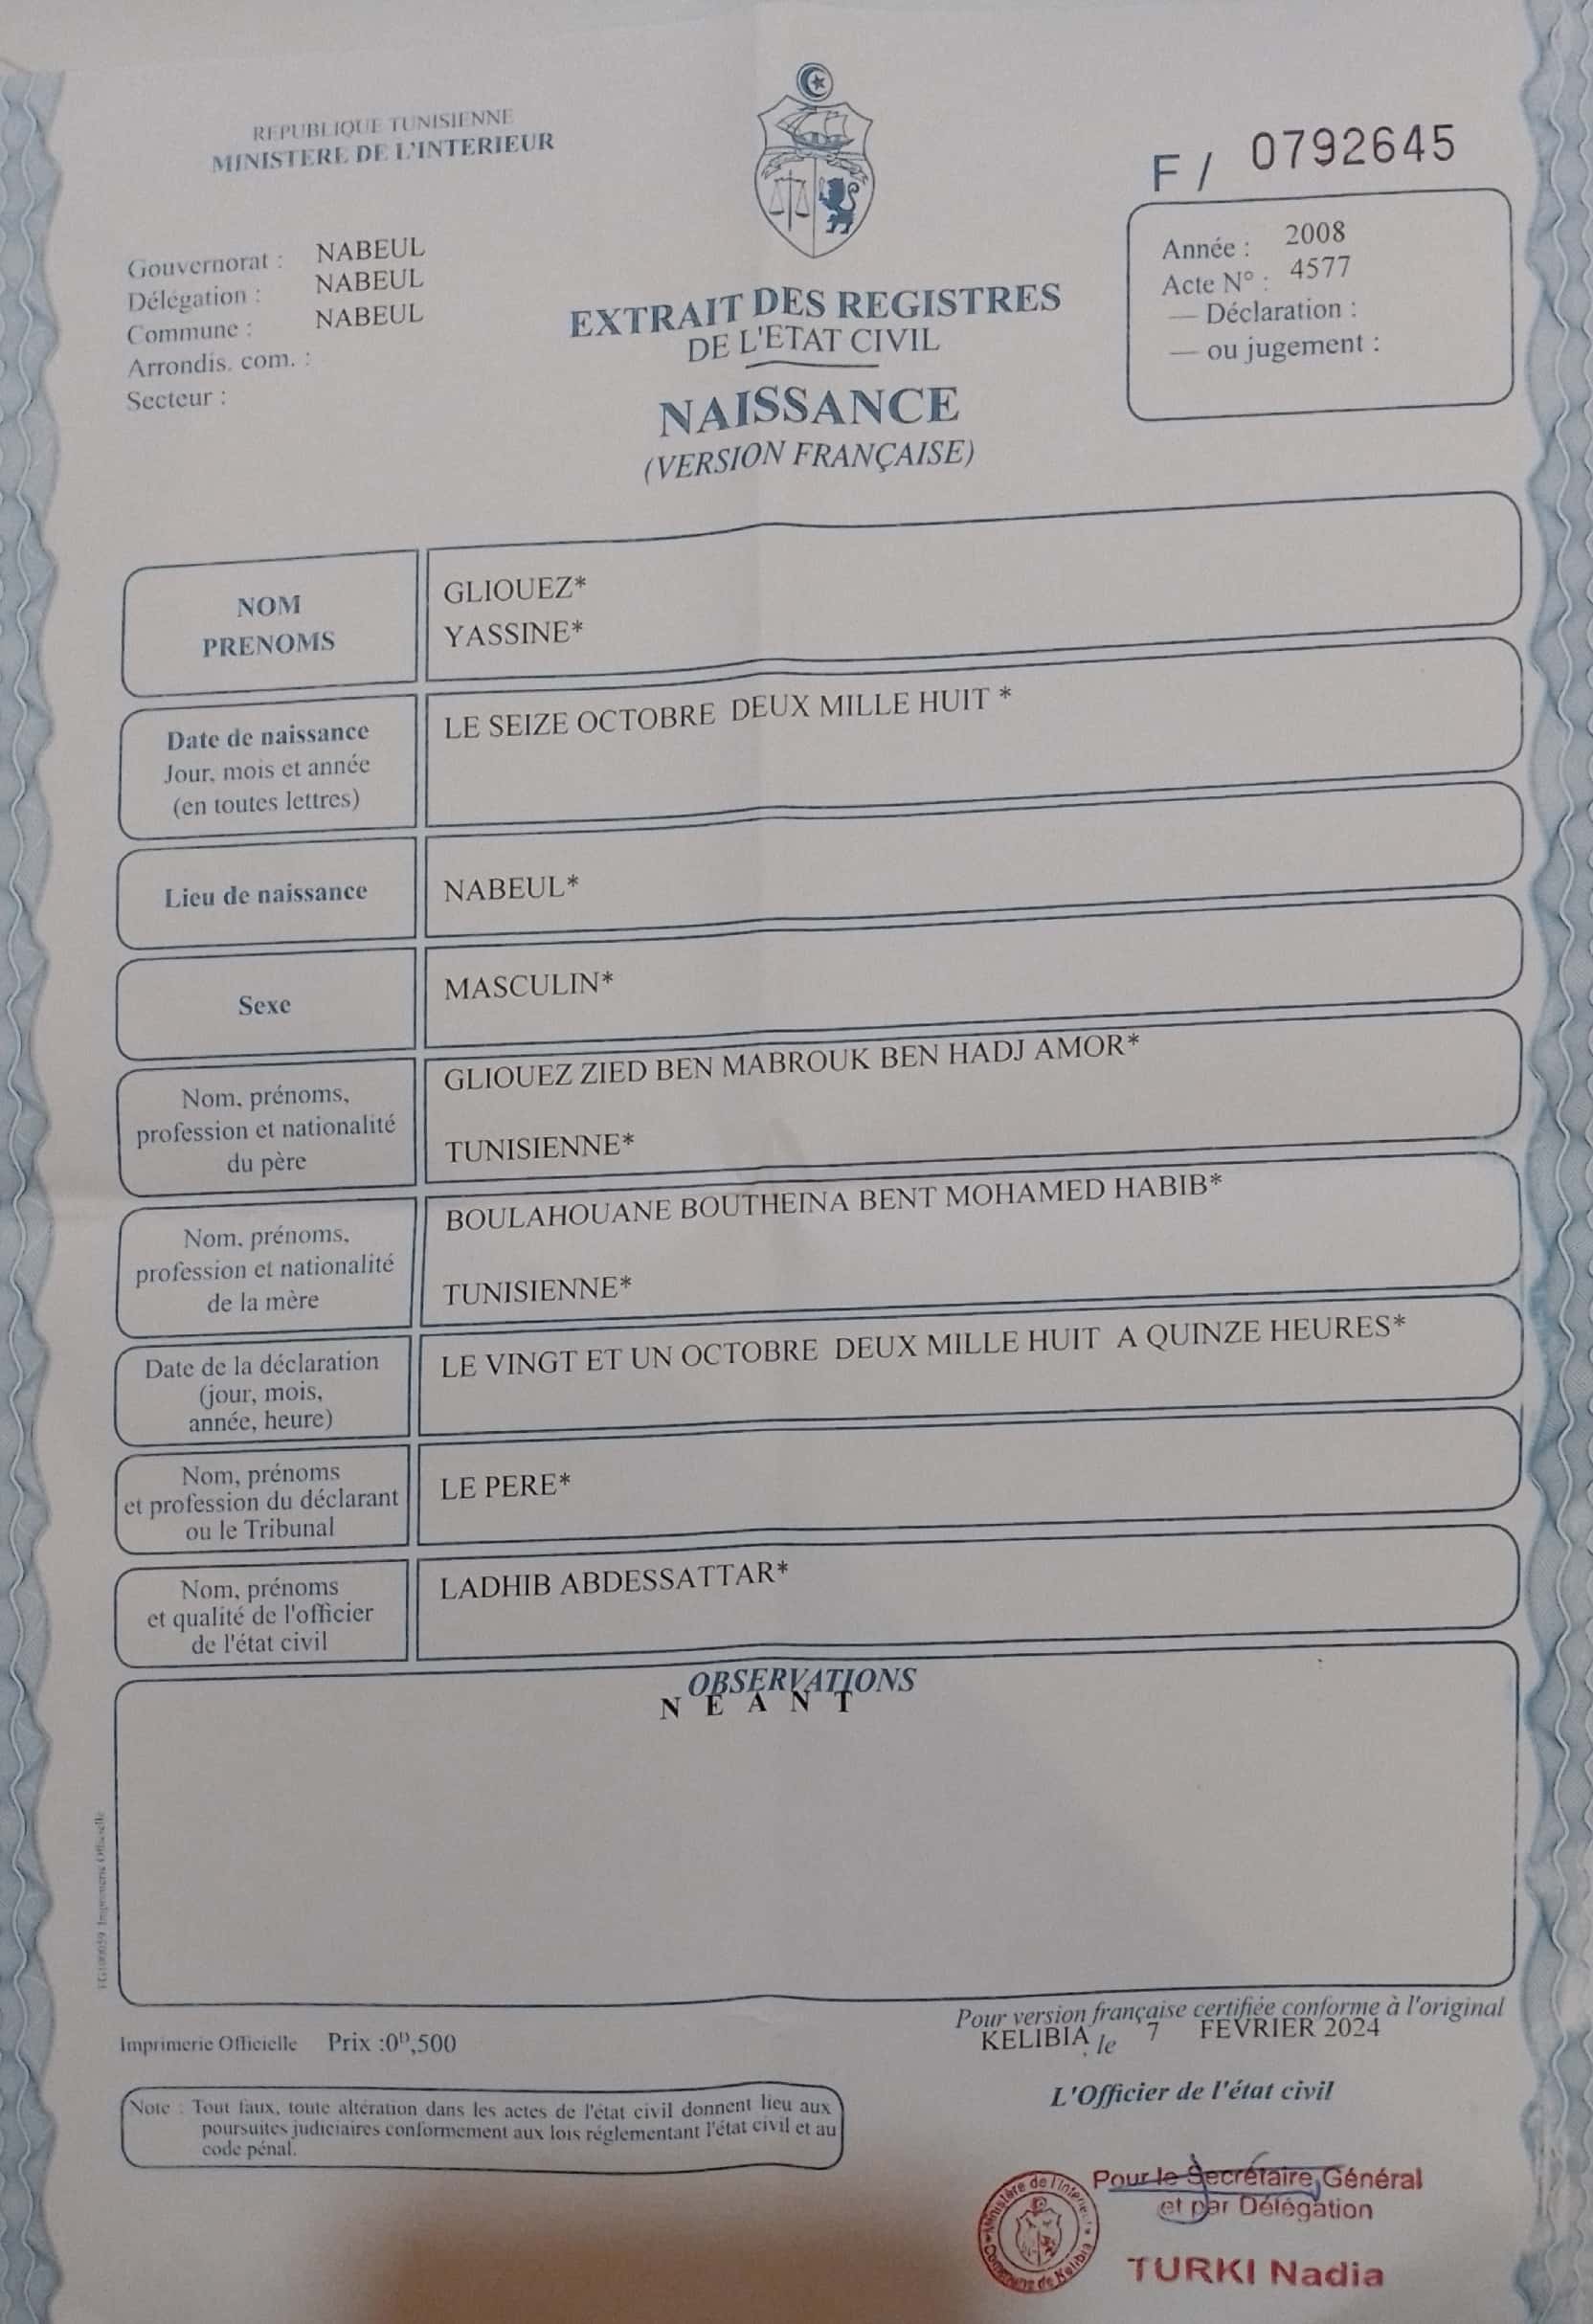 REPUBLIQUE TUNISIENNE
MINISTERE DE L'INTERIEUR
F / 0792645
Gouvernorat : NABEUL
Délégation : NABEUL
Commune : NABEUL
Arrondis. com. :
Secteur :
EXTRAIT DES REGISTRES
DE L'ETAT CIVIL
NAISSANCE
(VERSION FRANÇAISE)
Année : 2008
Acte N° : 4577
— Déclaration :
— ou jugement :
NOM
PRENOMS
GLIOUEZ*
YASSINE*
Date de naissance
Jour, mois et année
(en toutes lettres)
LE SEIZE OCTOBRE DEUX MILLE HUIT *
Lieu de naissance
NABEUL*
Sexe
MASCULIN*
Nom, prénoms,
profession et nationalité
du père
GLIOUEZ ZIED BEN MABROUK BEN HADJ AMOR*
TUNISIENNE*
Nom, prénoms,
profession et nationalité
de la mère
BOULAHOUANE BOUTHEINA BENT MOHAMED HABIB*
TUNISIENNE*
Date de la déclaration
(jour, mois,
année, heure)
LE VINGT ET UN OCTOBRE DEUX MILLE HUIT A QUINZE HEURES*
Nom, prénoms
et profession du déclarant
ou le Tribunal
LE PERE*
Nom, prénoms
et qualité de l'officier
de l'état civil
LADHIB ABDESSATTAR*
OBSERVATIONS
N E A N T
Imprimerie Officielle
Imprimerie Officielle Prix :0ᴰ,500
Pour version française certifiée conforme à l'original
KELIBIA, le 7 FEVRIER 2024
L'Officier de l'état civil
Note : Tout faux, toute altération dans les actes de l'état civil donnent lieu aux
poursuites judiciaires conformement aux lois réglementant l'état civil et au
code pénal.
Pour le Secrétaire Général
et par Délégation
TURKI Nadia
Ministère de l'Interieur
Commune de Kelibia